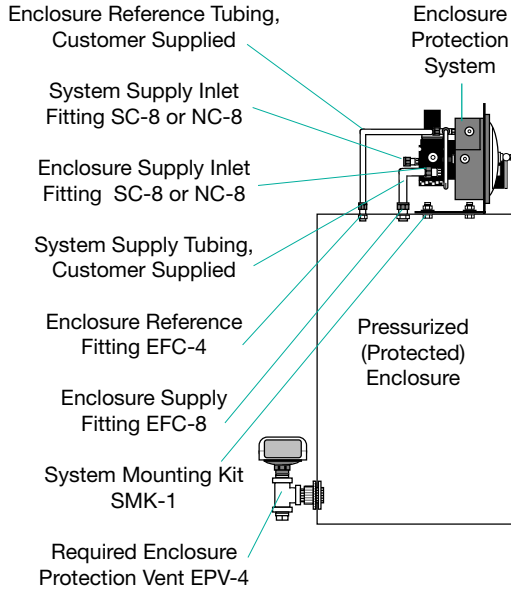 Enclosure Reference Tubing,
Customer Supplied
Enclosure
Protection
System
System Supply Inlet
Fitting SC-8 or NC-8
Enclosure Supply Inlet
Fitting SC-8 or NC-8
System Supply Tubing,
Customer Supplied
Enclosure Reference
Fitting EFC-4
Pressurized
(Protected)
Enclosure
Enclosure Supply
Fitting EFC-8
System Mounting Kit
SMK-1
Required Enclosure
Protection Vent EPV-4